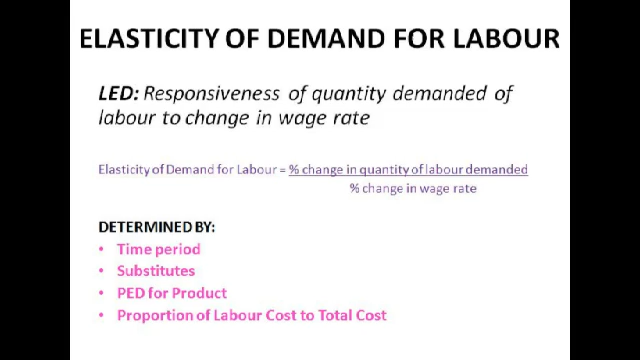 ELASTICITY OF DEMAND FOR LABOUR
LED: Responsiveness of quantity demanded of
labour to change in wage rate
Elasticity of Demand for Labour = % change in quantity of labour demanded
% change in wage rate
DETERMINED BY:
• Time period
• Substitutes
• PED for Product
• Proportion of Labour Cost to Total Cost